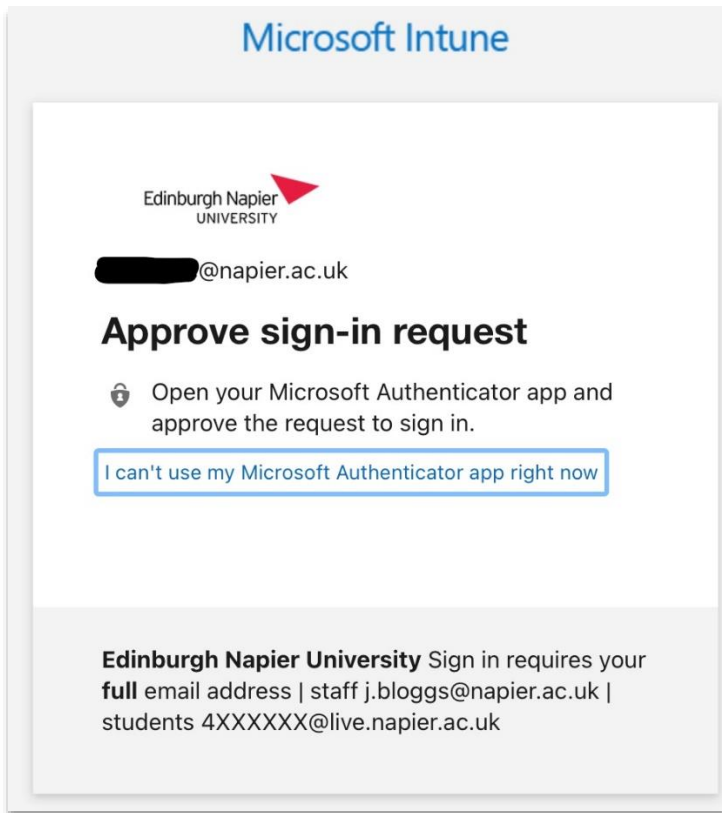 Microsoft Intune
Edinburgh Napier
UNIVERSITY
@napier.ac.uk
Approve sign-in request
Open your Microsoft Authenticator app and
approve the request to sign in.
I can't use my Microsoft Authenticator app right now
Edinburgh Napier University Sign in requires your
full email address | staff j.bloggs@napier.ac.uk |
students 4XXXXXX@live.napier.ac.uk